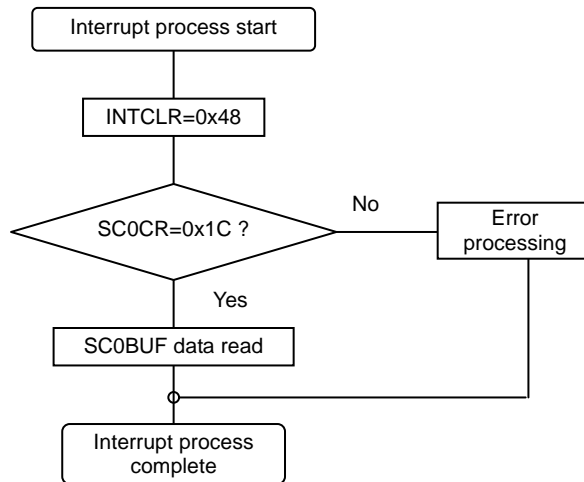 Interrupt process start
INTCLR=0x48
SC0CR=0x1C ?
No
Error
processing
Yes
SC0BUF data read
Interrupt process
complete